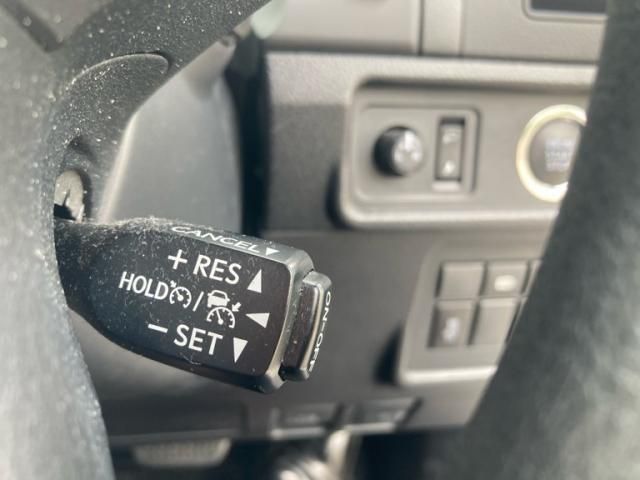 CANCEL
+ RES
HOLD /
− SET
ON-OFF